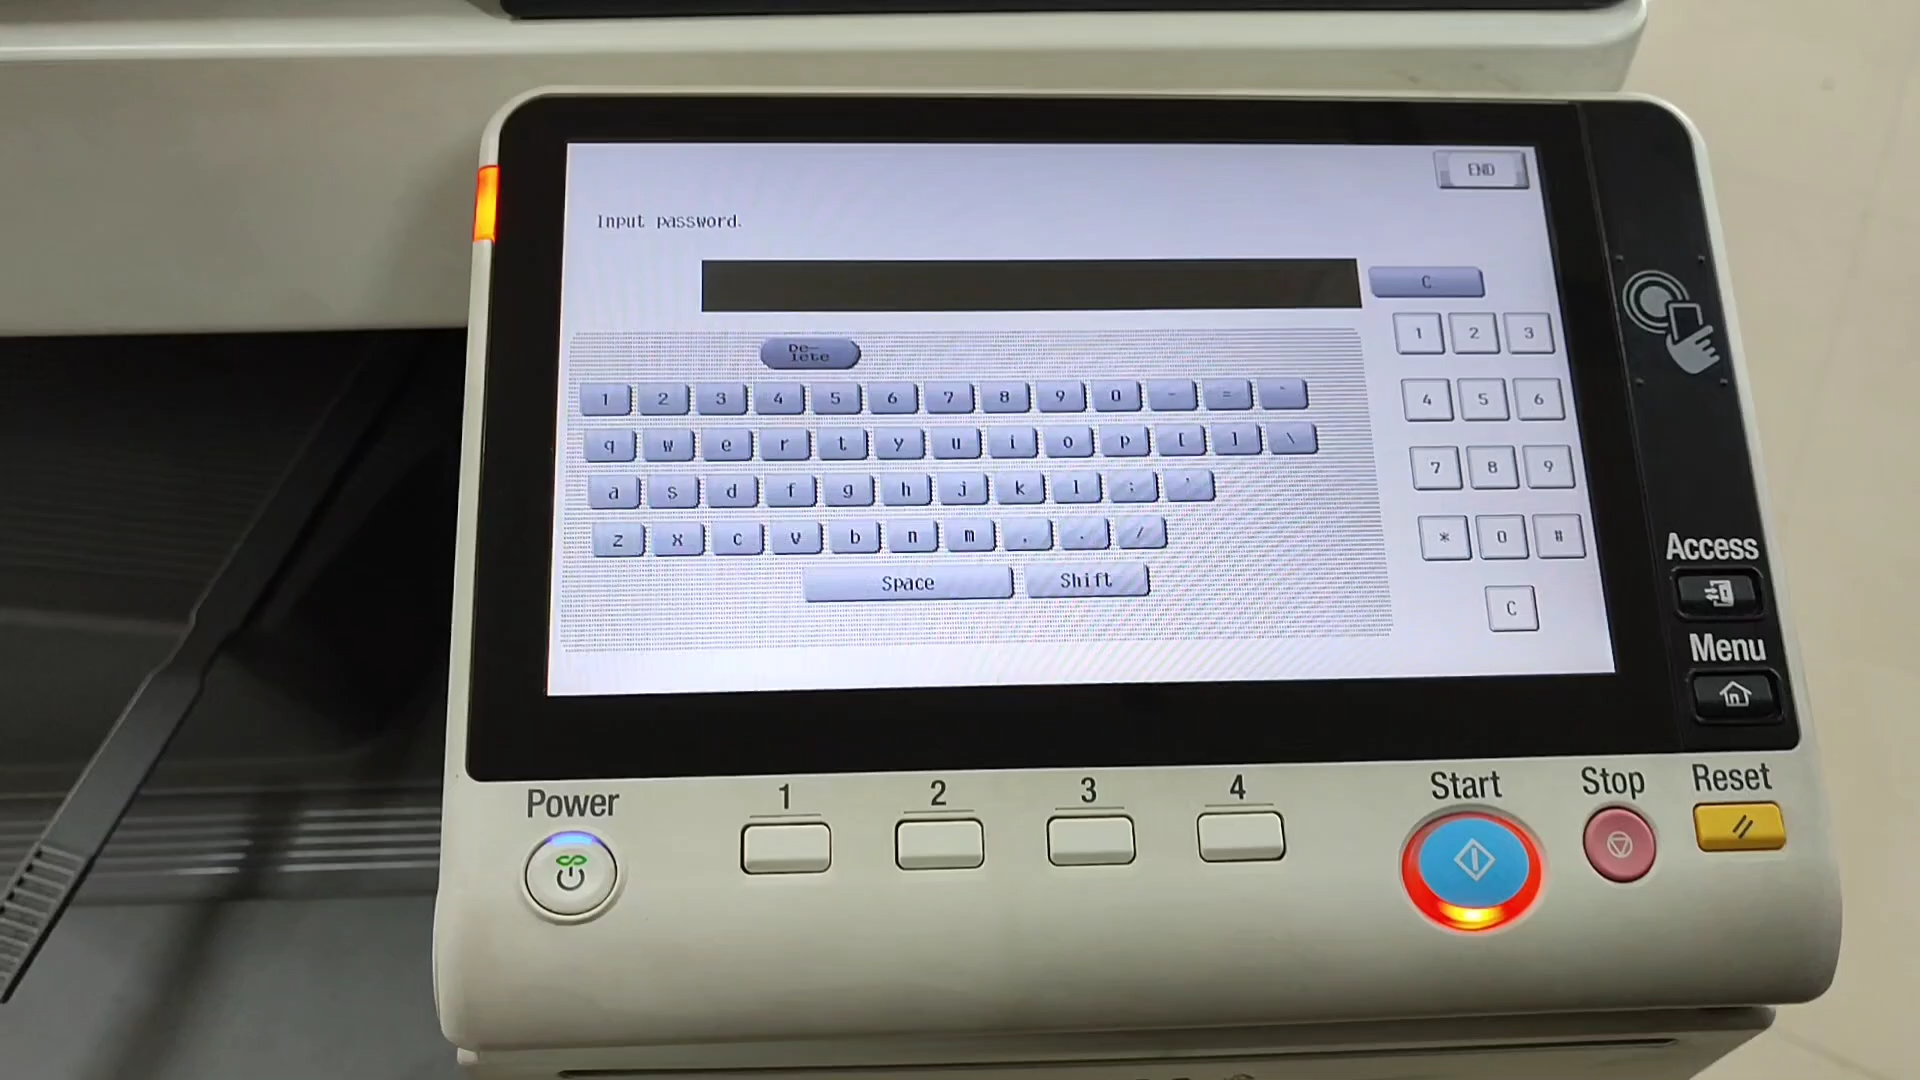 END
Input password.
C
De-
lete
1 2 3
1 2 3 4 5 6 7 8 9 0 - = `
4 5 6
q w e r t y u i o p [ ] \
7 8 9
a s d f g h j k l ; '
* 0 #
z x c v b n m , . /
Space Shift
C
Access
Menu
Power 1 2 3 4 Start Stop Reset